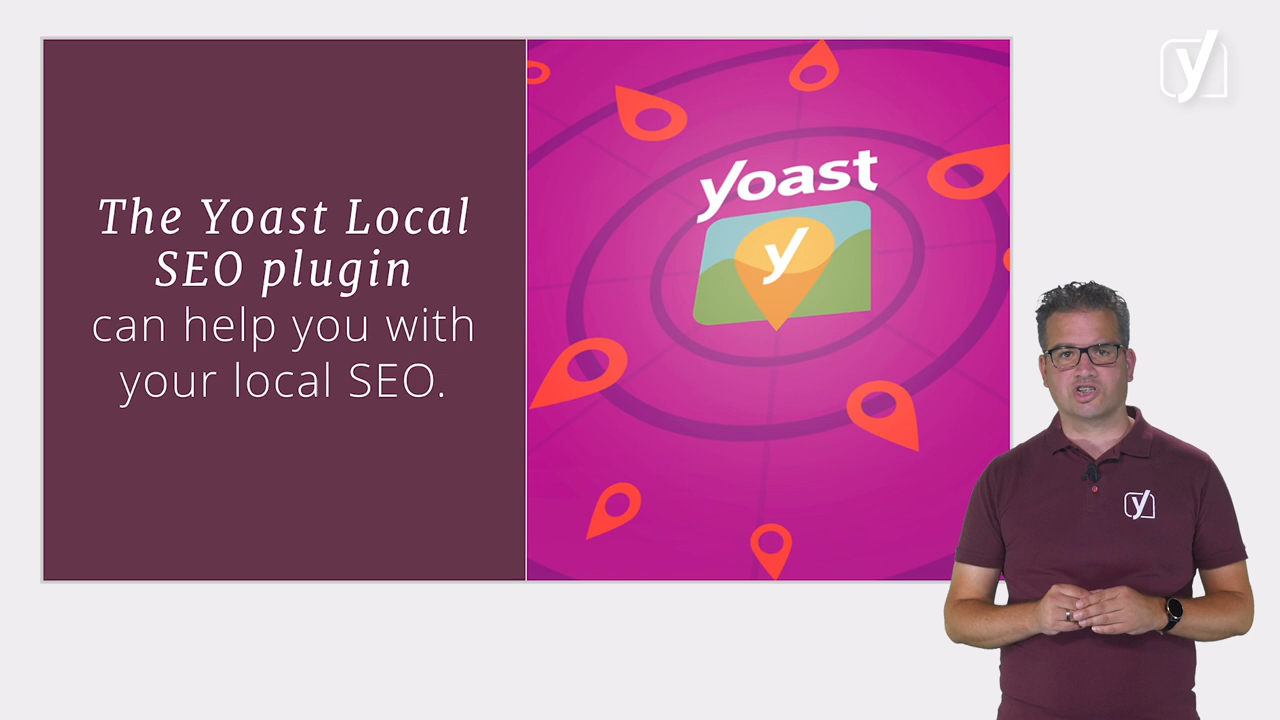 The Yoast Local
SEO plugin
can help you with
your local SEO.
yoast
y
y
y